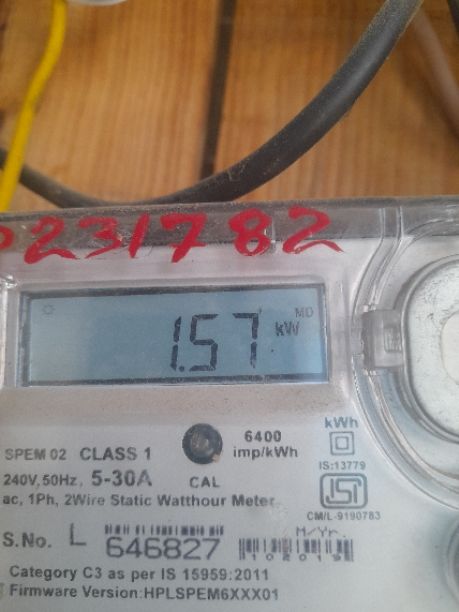 231782
MD
1.57 kW
kWh
6400
imp/kWh
SPEM 02 CLASS 1
IS:13779
240V,50Hz, 5-30A CAL
ac, 1Ph, 2Wire Static Watthour Meter
ISI
CM/L-9190783
M/Yr.
S.No. L 646827
102019
Category C3 as per IS 15959:2011
Firmware Version:HPLSPEM6XXX01